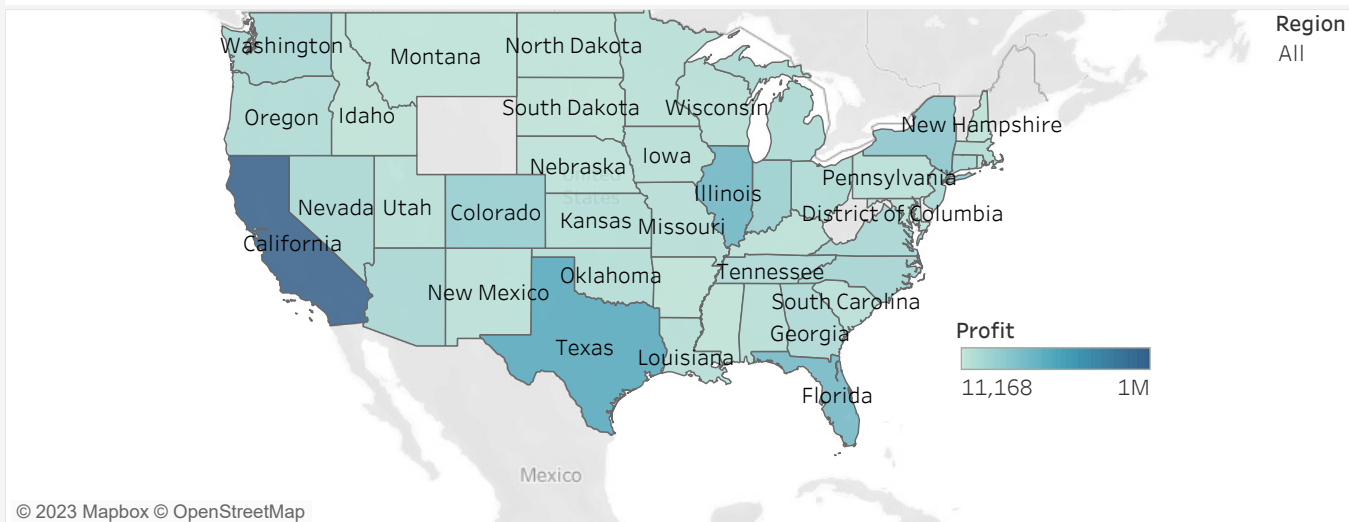 Region
All
Washington
Montana
North Dakota
Oregon
Idaho
South Dakota
Wisconsin
New Hampshire
Nebraska
Iowa
United
States
Illinois
Pennsylvania
Nevada
Utah
Colorado
Kansas
Missouri
District of Columbia
California
New Mexico
Oklahoma
Tennessee
South Carolina
Georgia
Texas
Louisiana
Florida
Profit
11,168
1M
Mexico
© 2023 Mapbox © OpenStreetMap